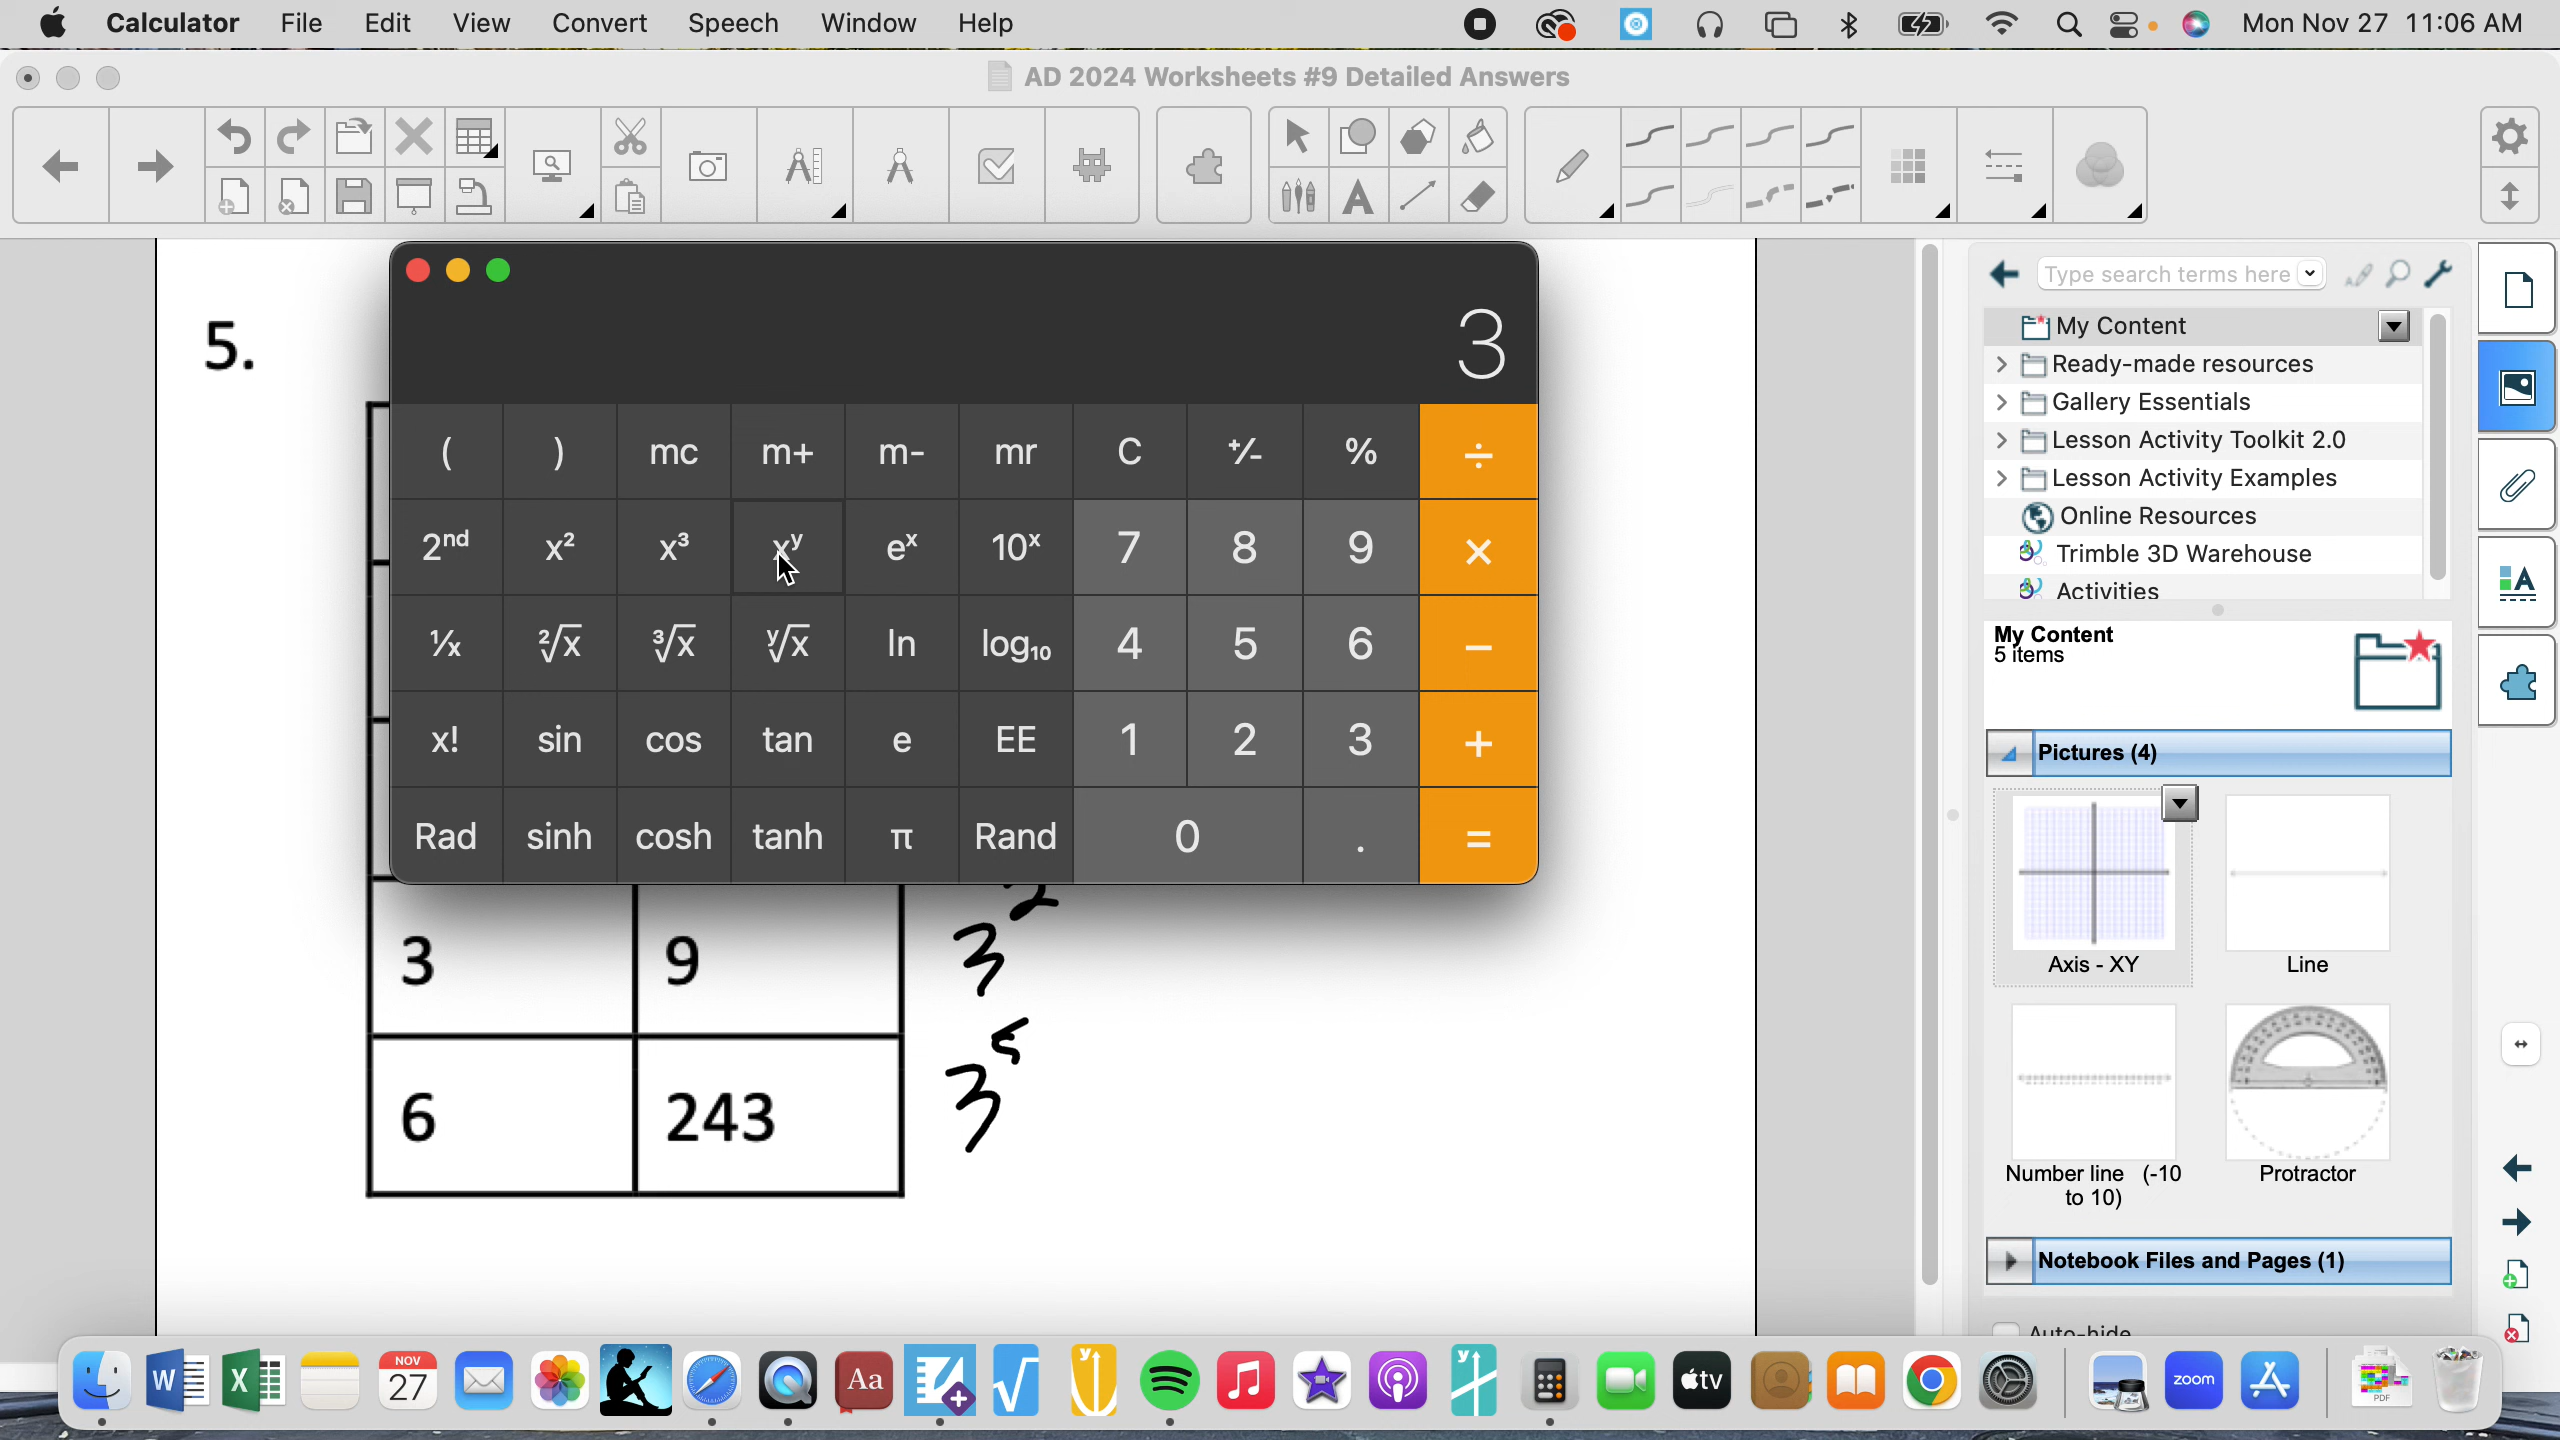 Calculator File Edit View Convert Speech Window Help Mon Nov 27 11:06 AM
AD 2024 Worksheets #9 Detailed Answers
Type search terms here
My Content
Ready-made resources
Gallery Essentials
Lesson Activity Toolkit 2.0
Lesson Activity Examples
Online Resources
Trimble 3D Warehouse
Activities
5.
3
( ) mc m+ m- mr C ⁺∕₋ % ÷
2ⁿᵈ x² x³ xʸ eˣ 10ˣ 7 8 9 ×
¹∕ₓ ²√x ³√x ʸ√x ln log₁₀ 4 5 6 −
x! sin cos tan e EE 1 2 3 +
Rad sinh cosh tanh π Rand 0 . =
3 9 3²
6 243 3⁵
My Content
5 items
Pictures (4)
Axis - XY Line
Number line (-10
to 10)
Protractor
Notebook Files and Pages (1)
Auto-hide
NOV
27
Aa
tv
zoom
PDF